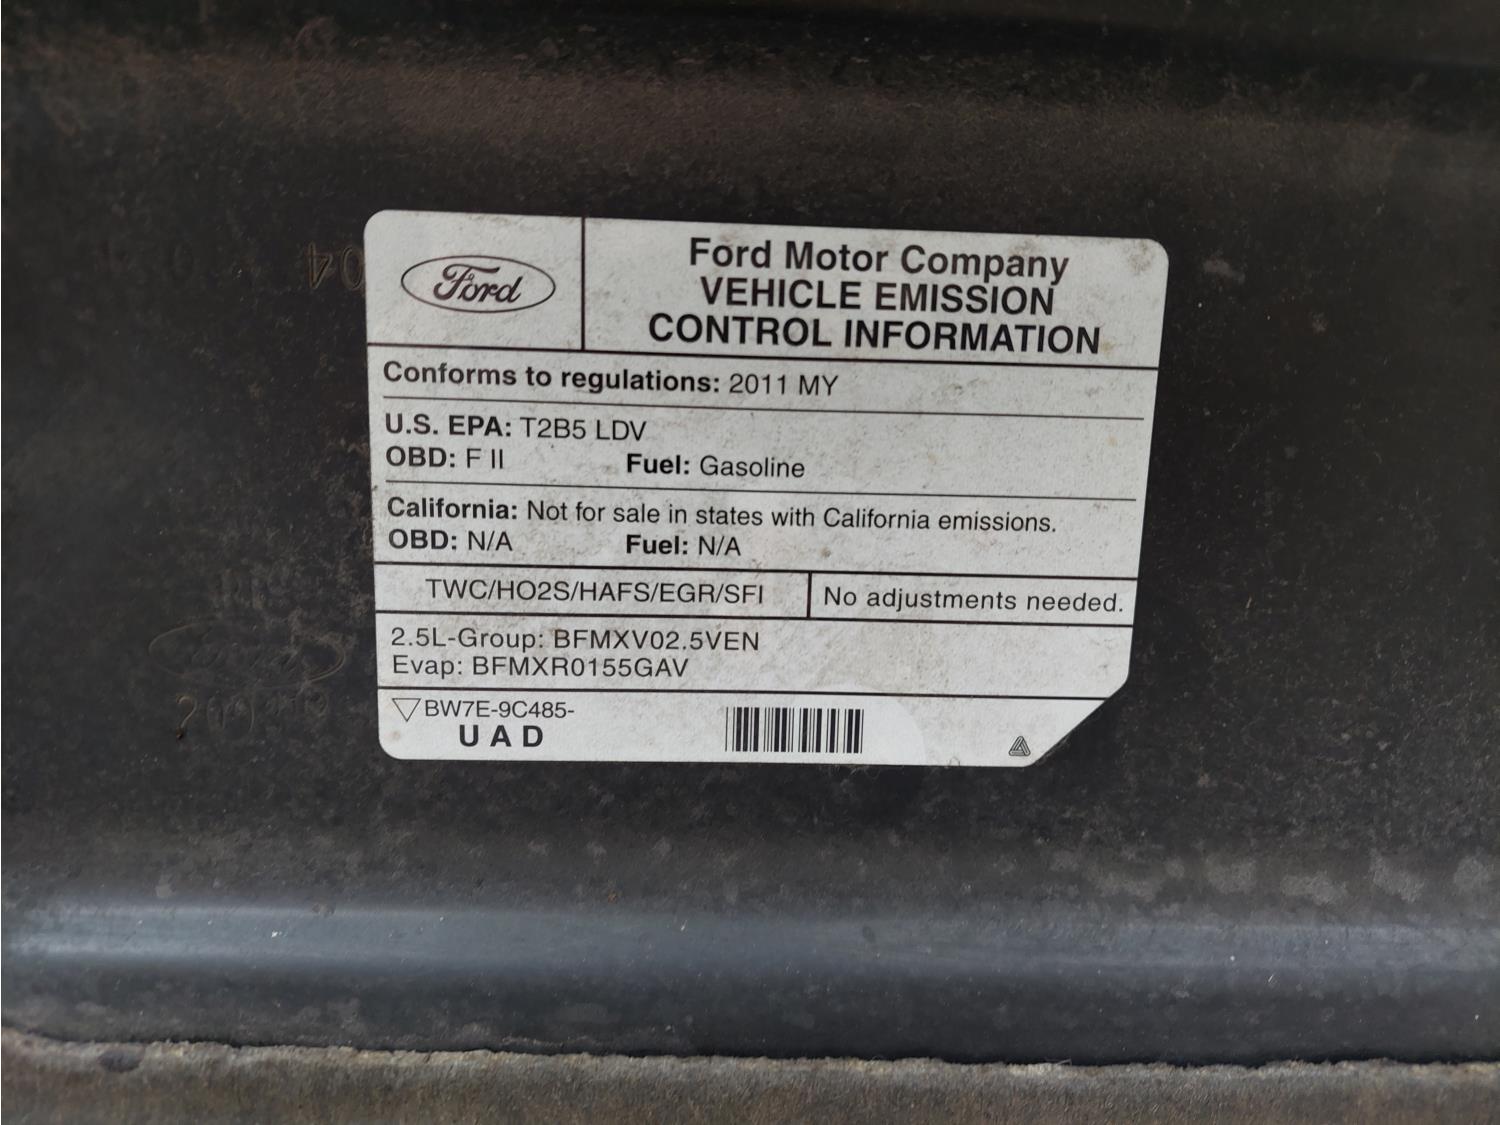 Ford
Ford Motor Company
VEHICLE EMISSION
CONTROL INFORMATION
Conforms to regulations: 2011 MY
U.S. EPA: T2B5 LDV
OBD: F II Fuel: Gasoline
California: Not for sale in states with California emissions.
OBD: N/A Fuel: N/A
TWC/HO2S/HAFS/EGR/SFI No adjustments needed.
2.5L-Group: BFMXV02.5VEN
Evap: BFMXR0155GAV
BW7E-9C485-
U A D